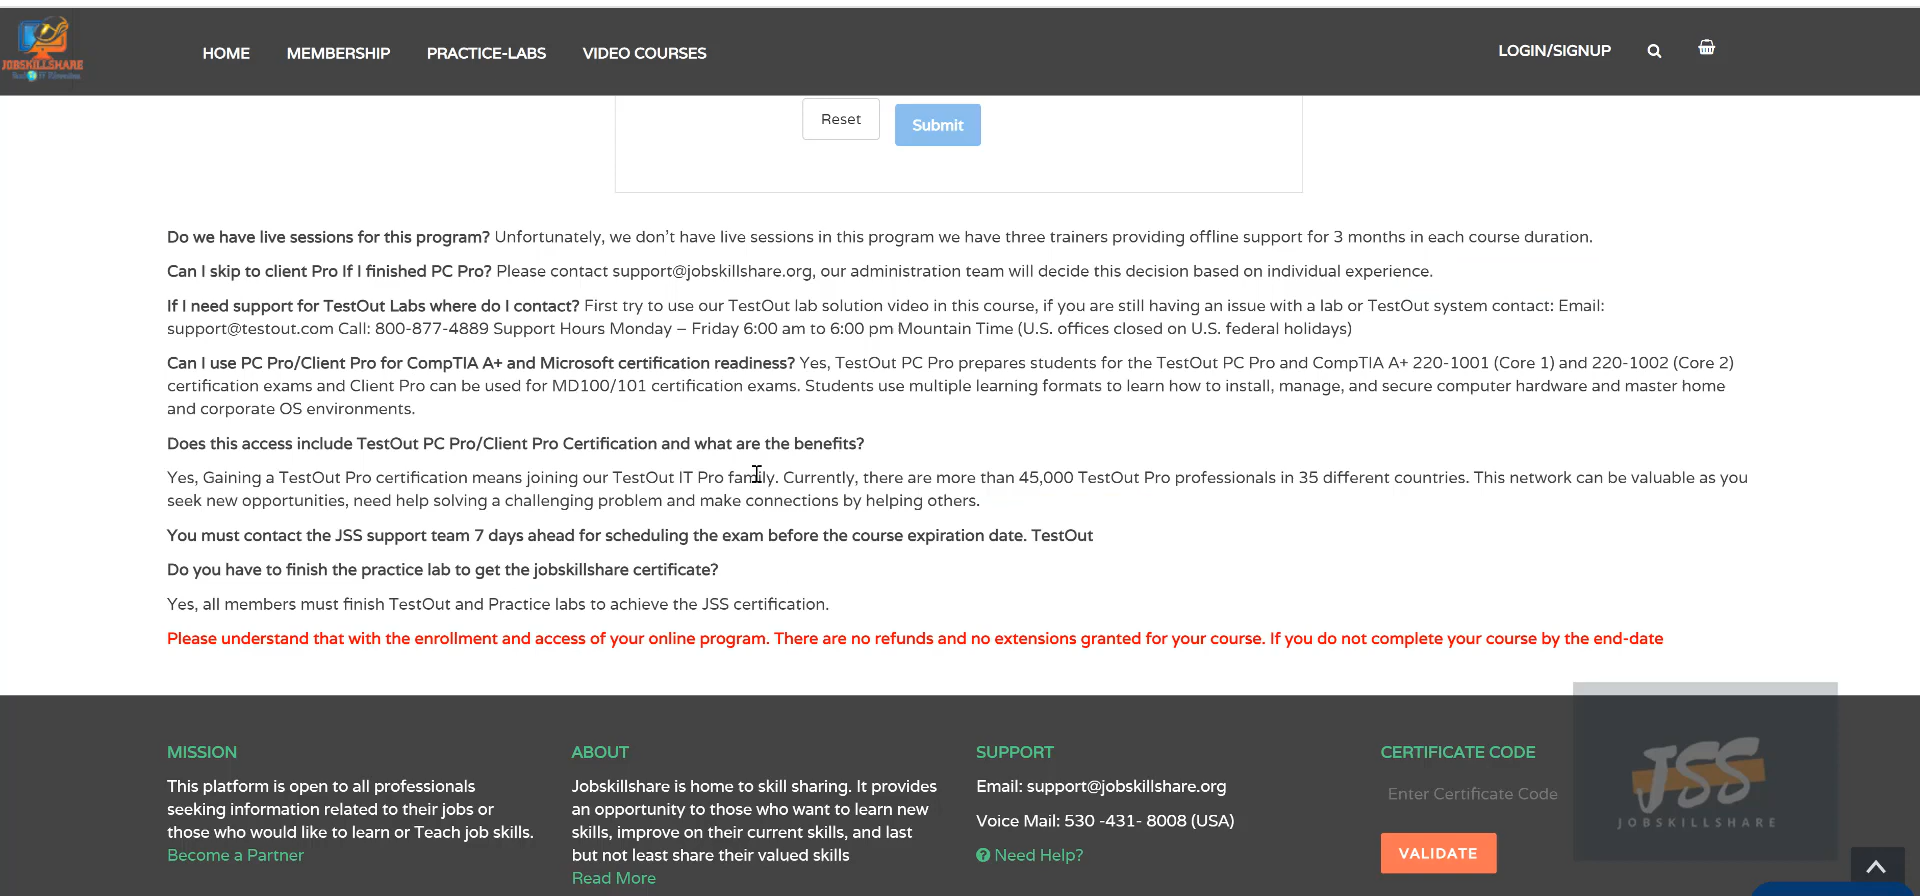 JOBSKILLSHARE
HOME MEMBERSHIP PRACTICE-LABS VIDEO COURSES LOGIN/SIGNUP
Reset Submit
Do we have live sessions for this program? Unfortunately, we don't have live sessions in this program we have three trainers providing offline support for 3 months in each course duration.
Can I skip to client Pro If I finished PC Pro? Please contact support@jobskillshare.org, our administration team will decide this decision based on individual experience.
If I need support for TestOut Labs where do I contact? First try to use our TestOut lab solution video in this course, if you are still having an issue with a lab or TestOut system contact: Email:
support@testout.com Call: 800-877-4889 Support Hours Monday – Friday 6:00 am to 6:00 pm Mountain Time (U.S. offices closed on U.S. federal holidays)
Can I use PC Pro/Client Pro for CompTIA A+ and Microsoft certification readiness? Yes, TestOut PC Pro prepares students for the TestOut PC Pro and CompTIA A+ 220-1001 (Core 1) and 220-1002 (Core 2)
certification exams and Client Pro can be used for MD100/101 certification exams. Students use multiple learning formats to learn how to install, manage, and secure computer hardware and master home
and corporate OS environments.
Does this access include TestOut PC Pro/Client Pro Certification and what are the benefits?
Yes, Gaining a TestOut Pro certification means joining our TestOut IT Pro family. Currently, there are more than 45,000 TestOut Pro professionals in 35 different countries. This network can be valuable as you
seek new opportunities, need help solving a challenging problem and make connections by helping others.
You must contact the JSS support team 7 days ahead for scheduling the exam before the course expiration date. TestOut
Do you have to finish the practice lab to get the jobskillshare certificate?
Yes, all members must finish TestOut and Practice labs to achieve the JSS certification.
Please understand that with the enrollment and access of your online program. There are no refunds and no extensions granted for your course. If you do not complete your course by the end-date
MISSION
This platform is open to all professionals
seeking information related to their jobs or
those who would like to learn or Teach job skills.
Become a Partner
ABOUT
Jobskillshare is home to skill sharing. It provides
an opportunity to those who want to learn new
skills, improve on their current skills, and last
but not least share their valued skills
Read More
SUPPORT
Email: support@jobskillshare.org
Voice Mail: 530 -431- 8008 (USA)
Need Help?
CERTIFICATE CODE
Enter Certificate Code
VALIDATE
JSS
JOBSKILLSHARE